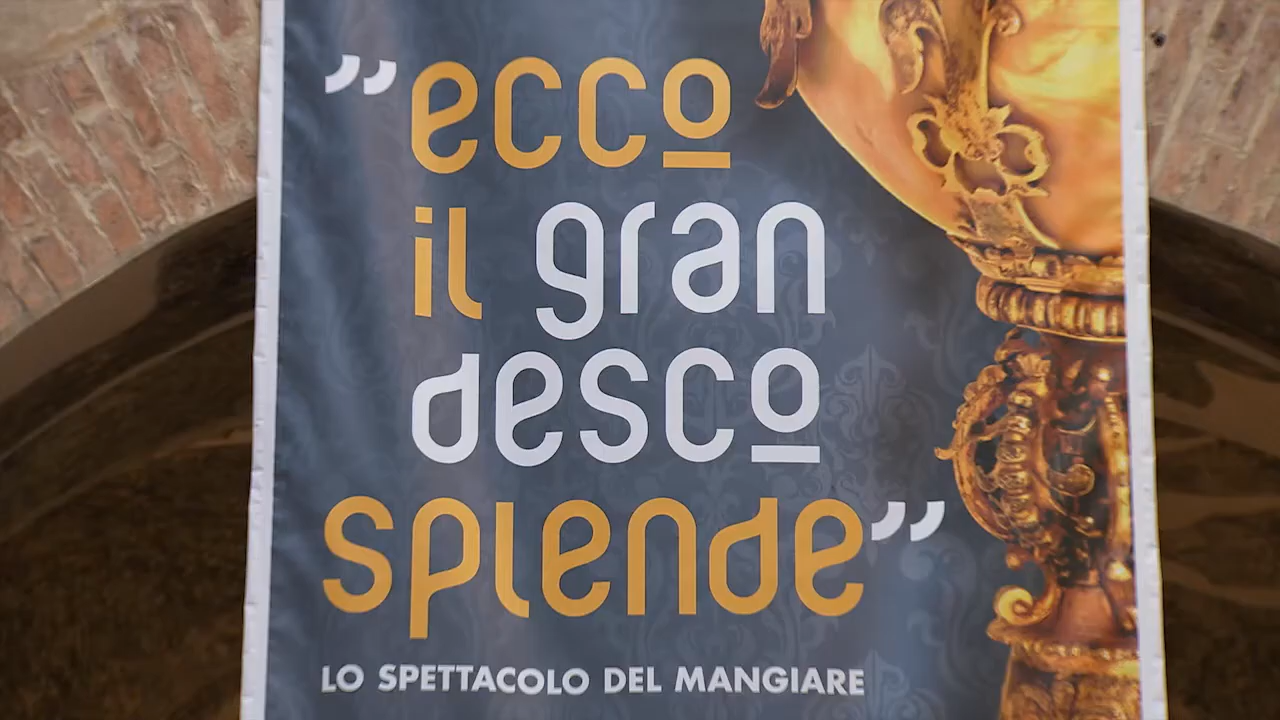 ”ecco
il gran
desco
splende”
LO SPETTACOLO DEL MANGIARE